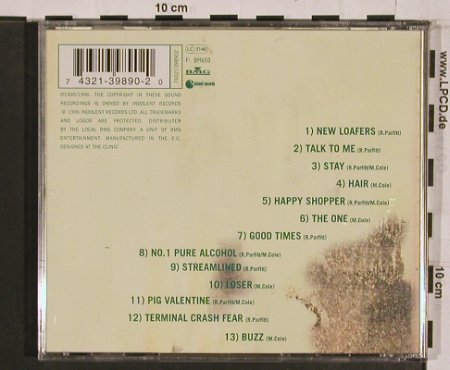 10 cm
LC 3146
F: BM650
BMG
indolent records
74321398902
7 4321-39890-2 0
℗1995/1996. THE COPYRIGHT IN THESE SOUND
RECORDINGS IS OWNED BY INDOLENT RECORDS
© 1996 INDOLENT RECORDS LTD. ALL TRADEMARKS
AND LOGOS ARE PROTECTED. DISTRIBUTED
BY THE LOCAL BMG COMPANY. A UNIT OF BMG
ENTERTAINMENT. MANUFACTURED IN THE E.C.
DESIGNED AT THE CLINIC
1) NEW LOAFERS (R.Parfitt)
2) TALK TO ME (R.Parfitt)
3) STAY (R.Parfitt/M.Cole)
4) HAIR (M.Cole)
5) HAPPY SHOPPER (R.Parfitt/M.Cole)
6) THE ONE (M.Cole)
7) GOOD TIMES (R.Parfitt)
8) NO.1 PURE ALCOHOL (R.Parfitt/M.Cole)
9) STREAMLINED (R.Parfitt)
10) LOSER (M.Cole)
11) PIG VALENTINE (R.Parfitt/M.Cole)
12) TERMINAL CRASH FEAR (R.Parfitt)
13) BUZZ (M.Cole)
www.LPCD.de
10 cm